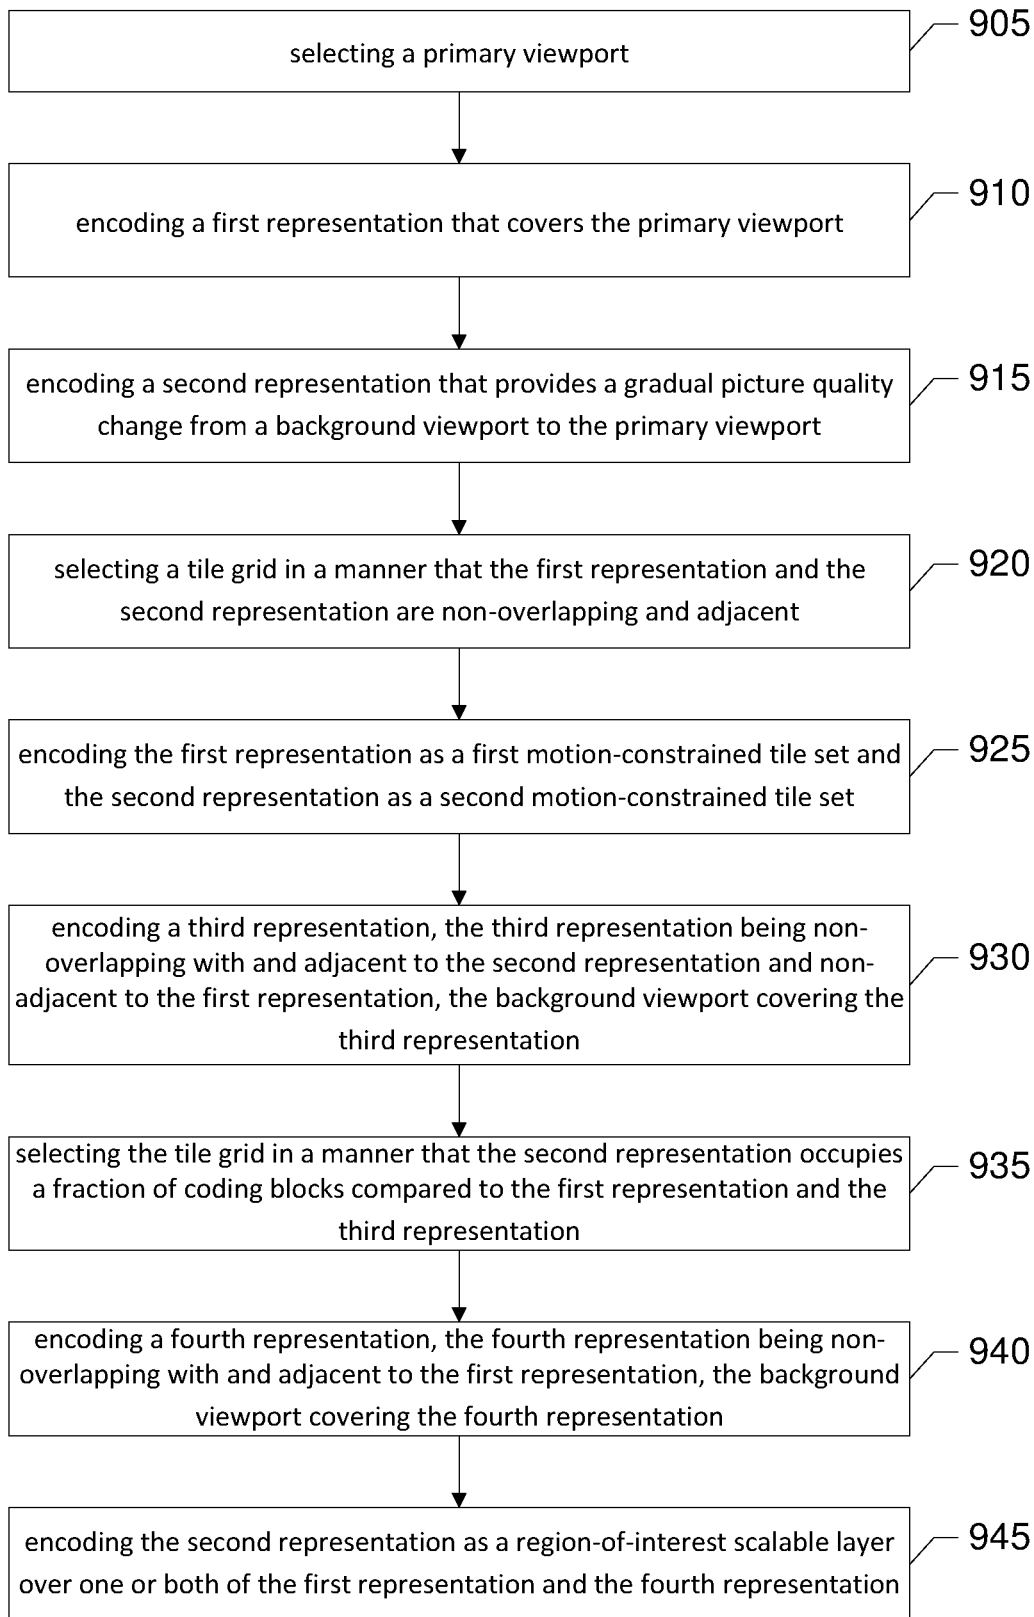 selecting a primary viewport
905
encoding a first representation that covers the primary viewport
910
encoding a second representation that provides a gradual picture quality
change from a background viewport to the primary viewport
915
selecting a tile grid in a manner that the first representation and the
second representation are non-overlapping and adjacent
920
encoding the first representation as a first motion-constrained tile set and
the second representation as a second motion-constrained tile set
925
encoding a third representation, the third representation being non-
overlapping with and adjacent to the second representation and non-
adjacent to the first representation, the background viewport covering the
third representation
930
selecting the tile grid in a manner that the second representation occupies
a fraction of coding blocks compared to the first representation and the
third representation
935
encoding a fourth representation, the fourth representation being non-
overlapping with and adjacent to the first representation, the background
viewport covering the fourth representation
940
encoding the second representation as a region-of-interest scalable layer
over one or both of the first representation and the fourth representation
945